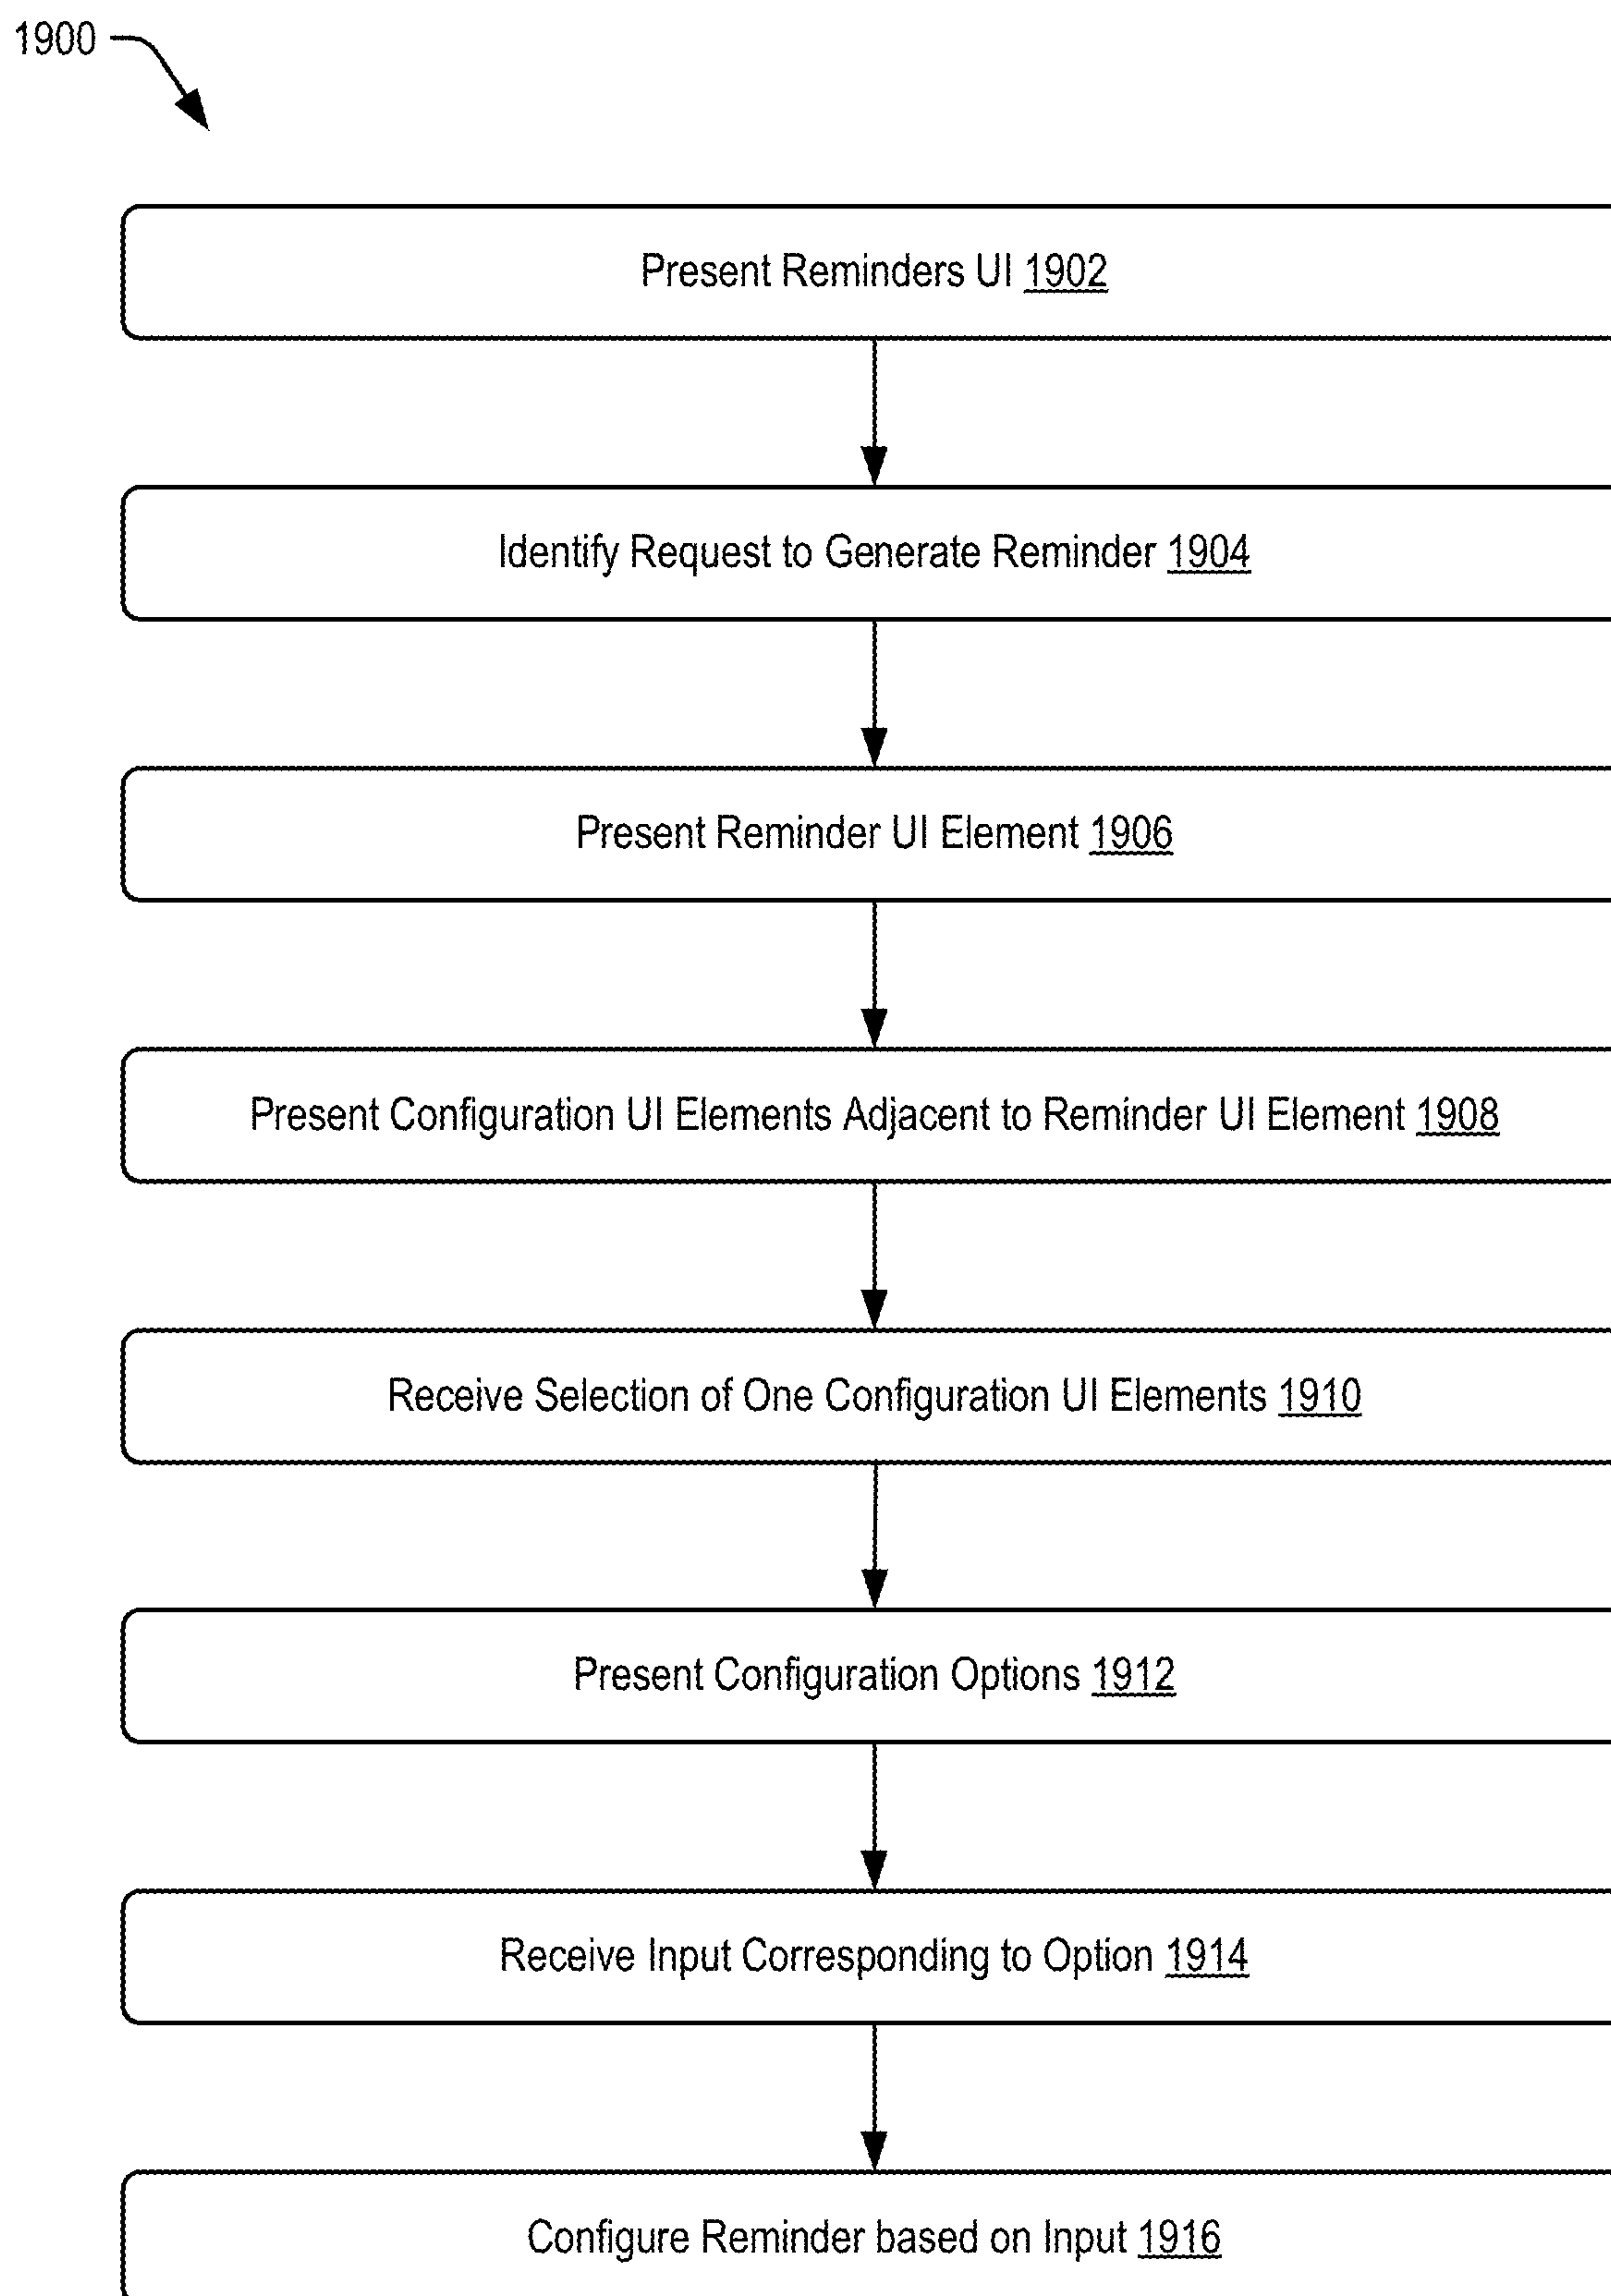 1900
Present Reminders UI 1902
Identify Request to Generate Reminder 1904
Present Reminder UI Element 1906
Present Configuration UI Elements Adjacent to Reminder UI Element 1908
Receive Selection of One Configuration UI Elements 1910
Present Configuration Options 1912
Receive Input Corresponding to Option 1914
Configure Reminder based on Input 1916